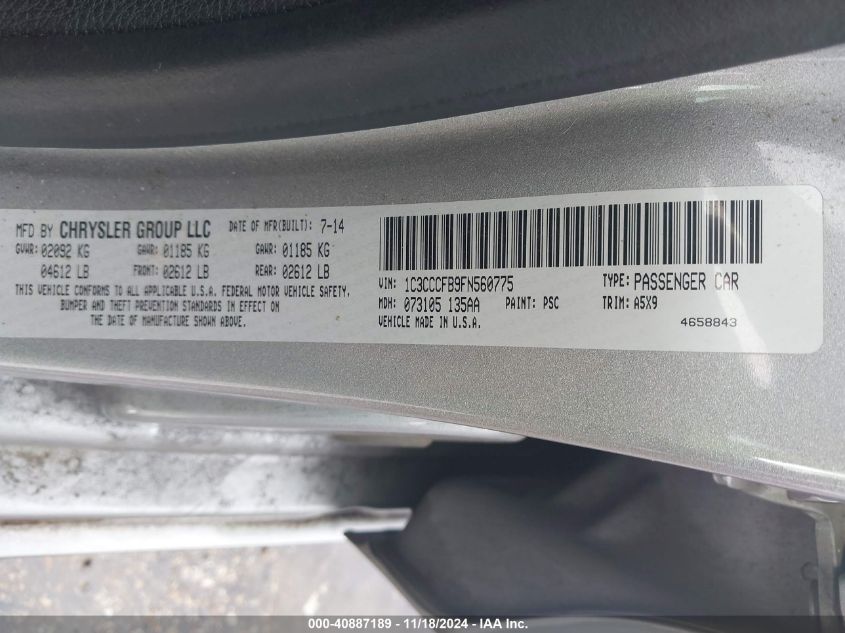 MFD BY CHRYSLER GROUP LLC DATE OF MFR(BUILT): 7-14
GVWR: 02092 KG GAWR: 01185 KG GAWR: 01185 KG
04612 LB FRONT: 02612 LB REAR: 02612 LB
THIS VEHICLE CONFORMS TO ALL APPLICABLE U.S.A. FEDERAL MOTOR VEHICLE SAFETY,
BUMPER AND THEFT PREVENTION STANDARDS IN EFFECT ON
THE DATE OF MANUFACTURE SHOWN ABOVE.
VIN: 1C3CCCFB9FN560775 TYPE: PASSENGER CAR
MDH: 073105 135AA PAINT: PSC TRIM: A5X9
VEHICLE MADE IN U.S.A. 4658843
000-40887189 - 11/18/2024 - IAA Inc.